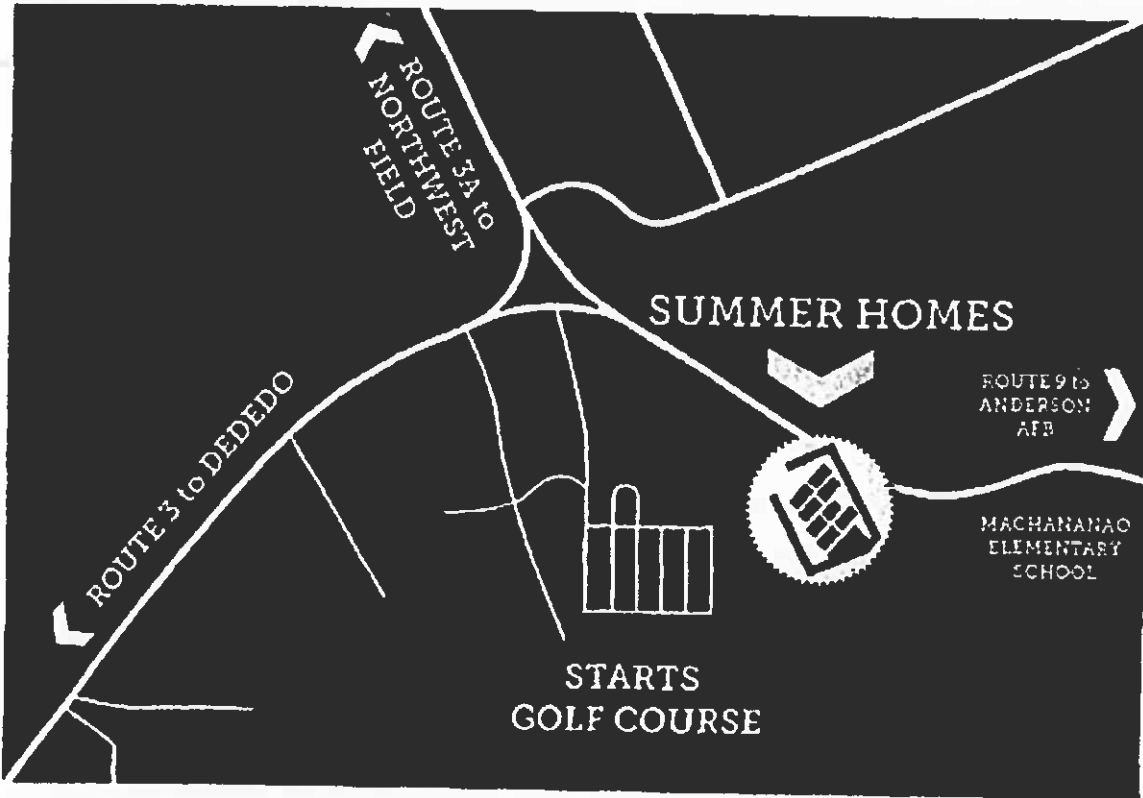 ROUTE 3A to
NORTHWEST
FIELD
SUMMER HOMES
ROUTE 9 to
ANDERSON
AFB
ROUTE 3 to DEDEDO
MACHANANAO
ELEMENTARY
SCHOOL
STARTS
GOLF COURSE